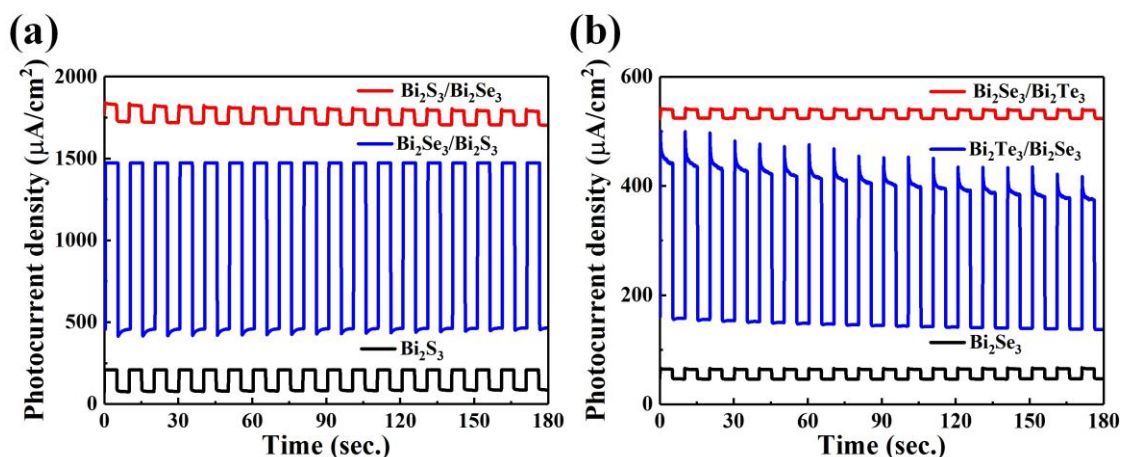 (a)
Photocurrent density (μA/cm²)
2000
1500
1000
500
0
Bi₂S₃/Bi₂Se₃
Bi₂Se₃/Bi₂S₃
Bi₂S₃
0 30 60 90 120 150 180
Time (sec.)
(b)
Photocurrent density (μA/cm²)
600
400
200
0
Bi₂Se₃/Bi₂Te₃
Bi₂Te₃/Bi₂Se₃
Bi₂Se₃
0 30 60 90 120 150 180
Time (sec.)